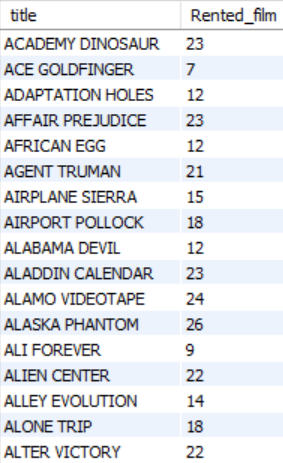 title Rented_film
ACADEMY DINOSAUR 23
ACE GOLDFINGER 7
ADAPTATION HOLES 12
AFFAIR PREJUDICE 23
AFRICAN EGG 12
AGENT TRUMAN 21
AIRPLANE SIERRA 15
AIRPORT POLLOCK 18
ALABAMA DEVIL 12
ALADDIN CALENDAR 23
ALAMO VIDEOTAPE 24
ALASKA PHANTOM 26
ALI FOREVER 9
ALIEN CENTER 22
ALLEY EVOLUTION 14
ALONE TRIP 18
ALTER VICTORY 22